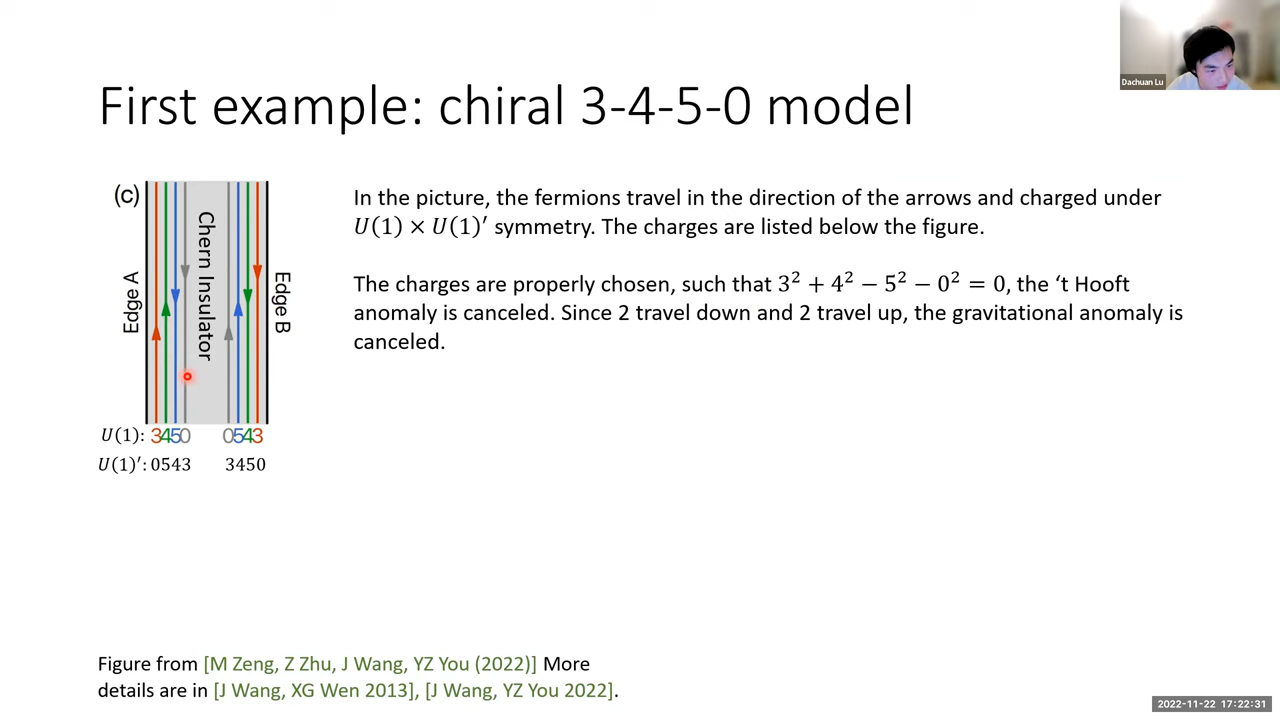 Dachuan Lu
First example: chiral 3-4-5-0 model
(c)
Edge A
Chern Insulator
Edge B
U(1): 3450 0543
U(1)′: 0543 3450
In the picture, the fermions travel in the direction of the arrows and charged under
U(1) × U(1)′ symmetry. The charges are listed below the figure.
The charges are properly chosen, such that 3² + 4² − 5² − 0² = 0, the ‘t Hooft
anomaly is canceled. Since 2 travel down and 2 travel up, the gravitational anomaly is
canceled.
Figure from [M Zeng, Z Zhu, J Wang, YZ You (2022)] More
details are in [J Wang, XG Wen 2013], [J Wang, YZ You 2022].
2022-11-22 17:22:31